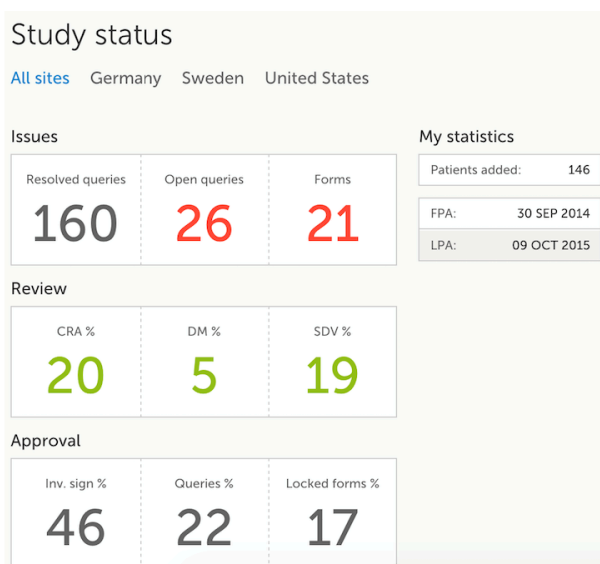 Study status
All sites Germany Sweden United States
Issues
Resolved queries Open queries Forms
160 26 21
Review
CRA % DM % SDV %
20 5 19
Approval
Inv. sign % Queries % Locked forms %
46 22 17
My statistics
Patients added: 146
FPA: 30 SEP 2014
LPA: 09 OCT 2015